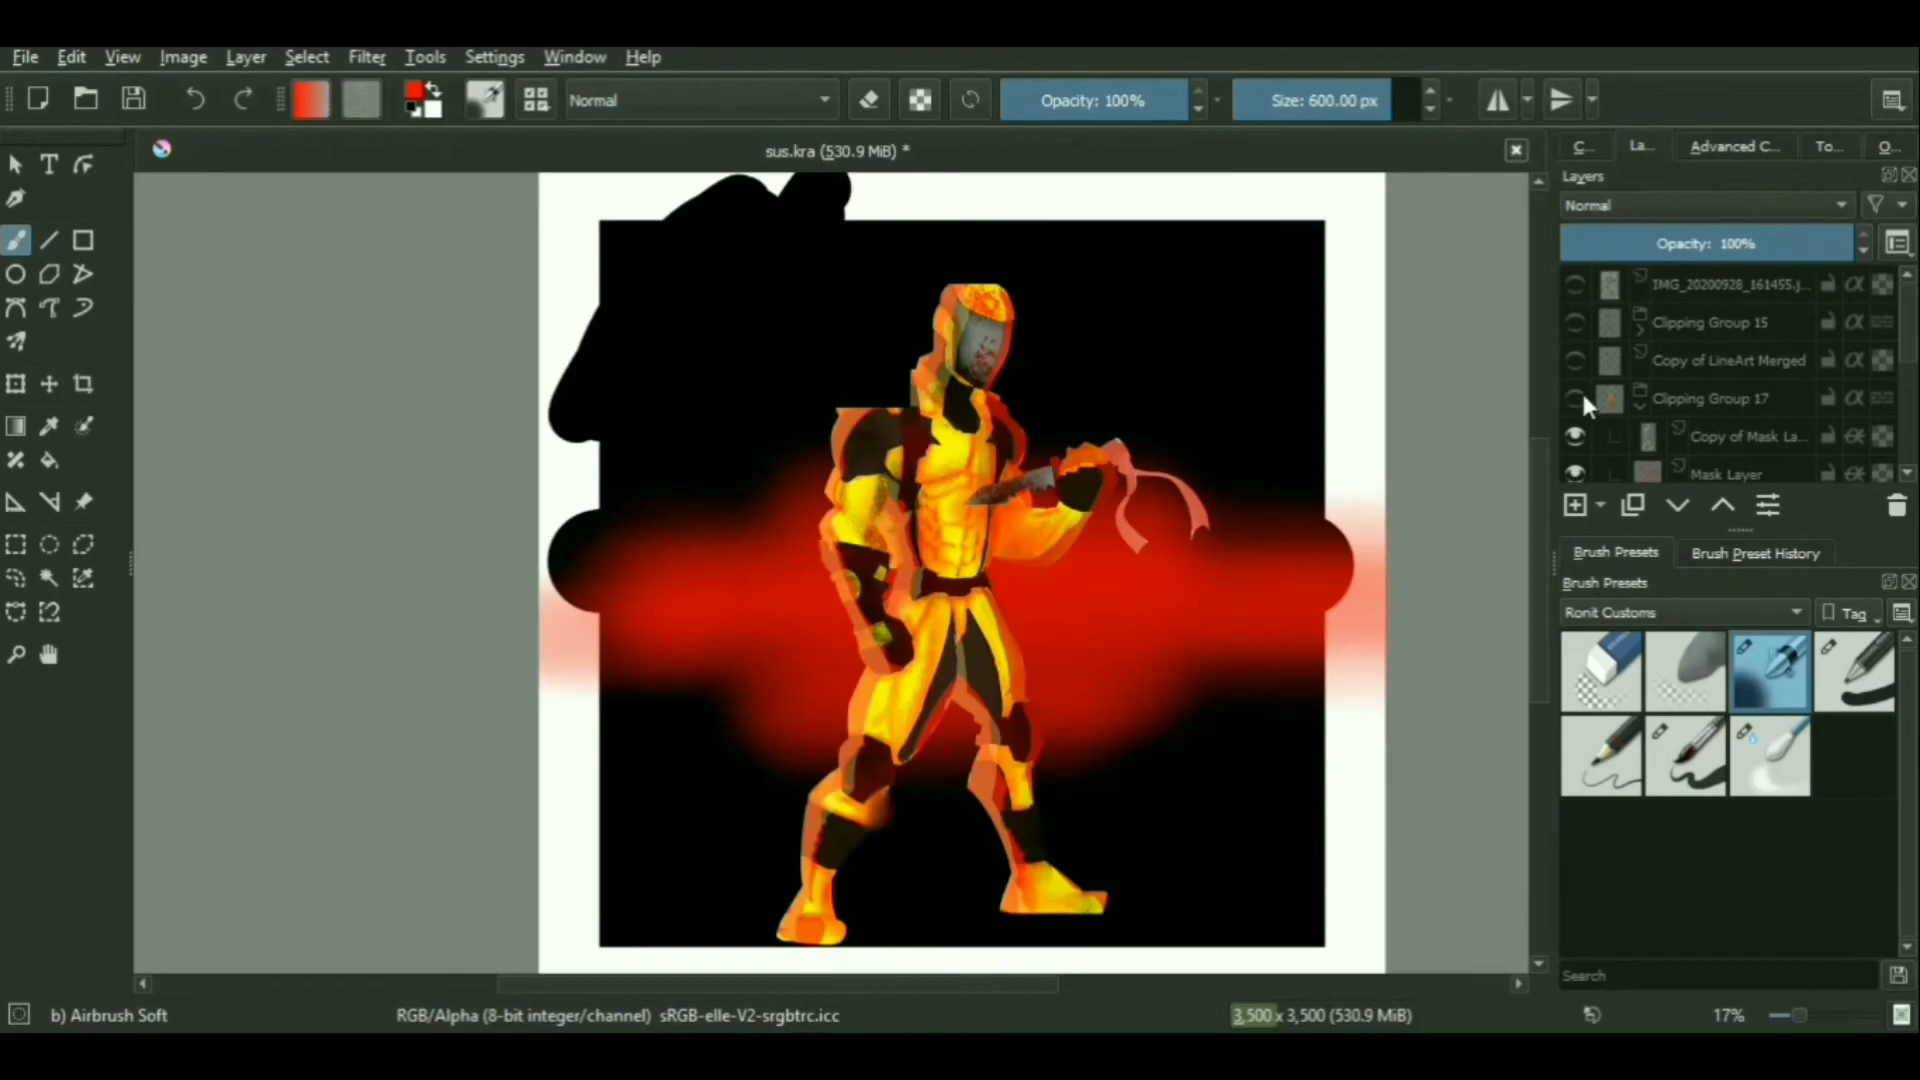 File Edit View Image Layer Select Filter Tools Settings Window Help
Normal
Opacity: 100%
Size: 600.00 px
sus.kra (530.9 MiB) *
C... La... Advanced C... To... O...
Layers
Normal
Opacity: 100%
IMG_20200928_161455.j...
Clipping Group 15
Copy of LineArt Merged
Clipping Group 17
Copy of Mask La...
Mask Layer
Brush Presets Brush Preset History
Brush Presets
Ronit Customs Tag
Search
b) Airbrush Soft RGB/Alpha (8-bit integer/channel) sRGB-elle-V2-srgbtrc.icc 3,500 x 3,500 (530.9 MiB) 17%